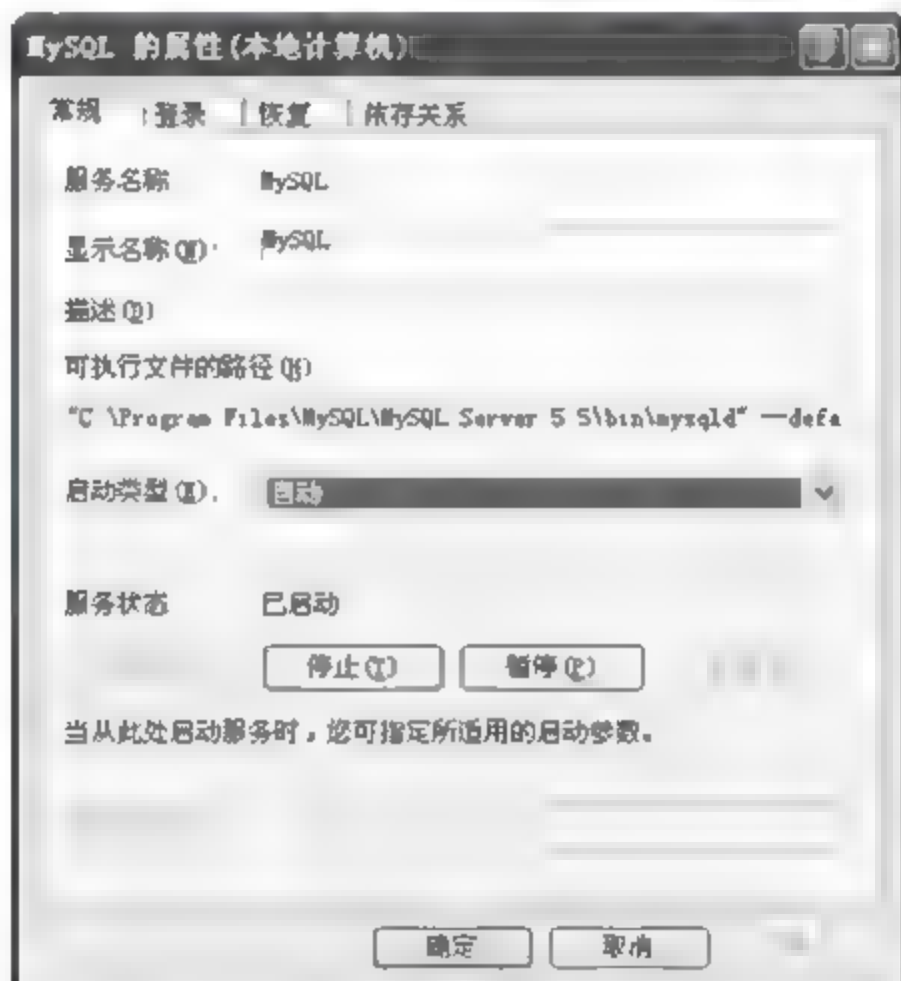 MySQL 的属性(本地计算机)
常规 登录 恢复 依存关系
服务名称 MySQL
显示名称(N): MySQL
描述(D)
可执行文件的路径(H)
"C \Program Files\MySQL\MySQL Server 5 5\bin\mysqld" --defa
启动类型(E). 自动
服务状态 已启动
停止(T) 暂停(P)
当从此处启动服务时，您可指定所适用的启动参数。
确定 取消